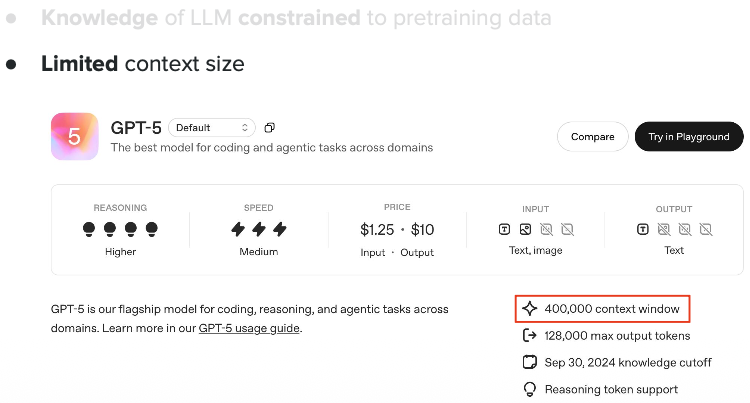 • Knowledge of LLM constrained to pretraining data
• Limited context size
5
GPT-5 Default
The best model for coding and agentic tasks across domains
Compare
Try in Playground
REASONING
Higher
SPEED
Medium
PRICE
$1.25 · $10
Input · Output
INPUT
Text, image
OUTPUT
Text
GPT-5 is our flagship model for coding, reasoning, and agentic tasks across
domains. Learn more in our GPT-5 usage guide.
400,000 context window
128,000 max output tokens
Sep 30, 2024 knowledge cutoff
Reasoning token support